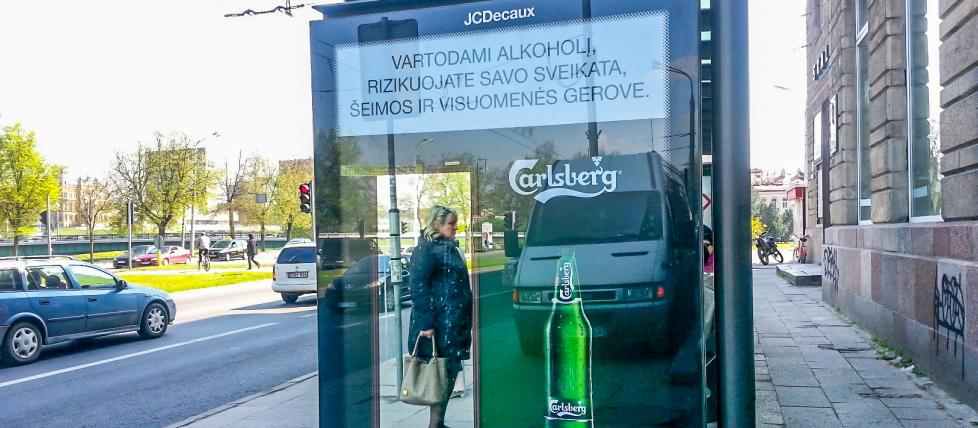 JCDecaux
VARTODAMI ALKOHOLĮ,
RIZIKUOJATE SAVO SVEIKATA,
ŠEIMOS IR VISUOMENĖS GEROVE.
Carlsberg
Carlsberg
Carlsberg